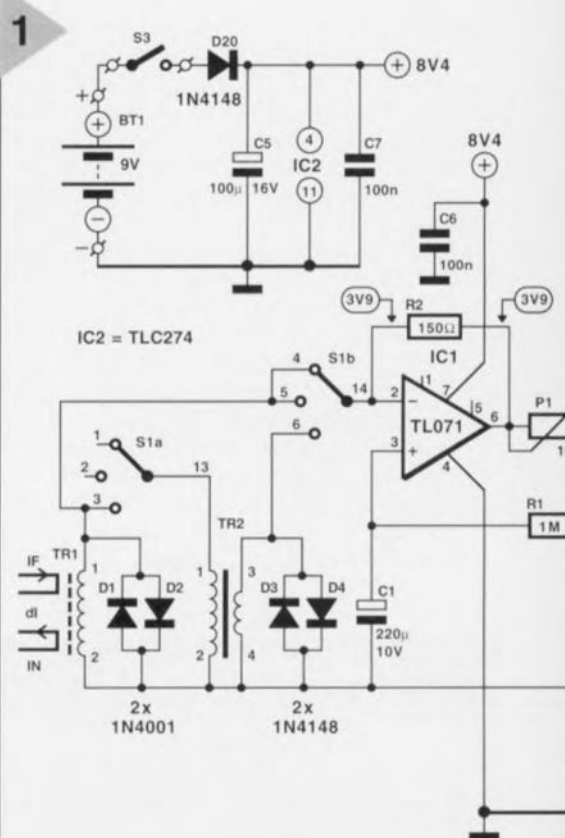 1
S3
D20
+ 8V4
1N4148
+
BT1
+
9V
−
−
C5
100μ 16V
4
IC2
11
C7
100n
8V4
+
C6
100n
3V9
R2
150Ω
3V9
IC2 = TLC274
IC1
S1b
4
5
6
14
2
−
1
7
TL071
5
6
3
+
4
P1
1
R1
1M
1
S1a
2
3
13
TR1
TR2
IF
dI
IN
1
2
D1
D2
1
2
3
4
D3
D4
C1
220μ
10V
2x
1N4001
2x
1N4148